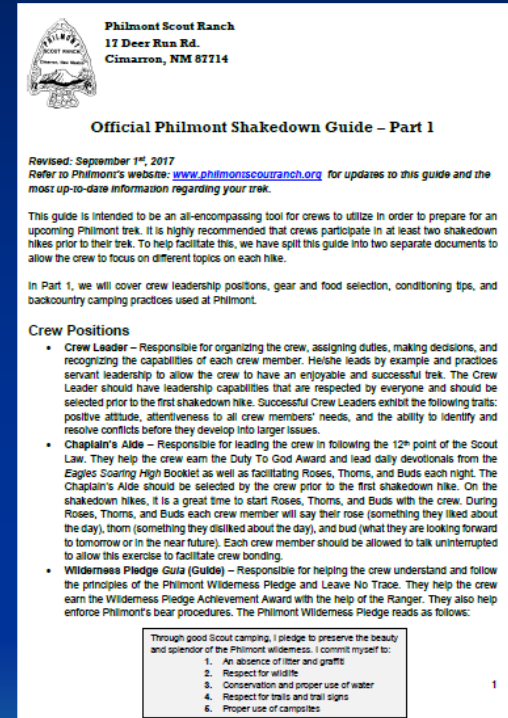 PHILMONT
SCOUT RANCH
Cimarron, New Mexico
Philmont Scout Ranch
17 Deer Run Rd.
Cimarron, NM 87714
Official Philmont Shakedown Guide – Part 1
Revised: September 1st, 2017
Refer to Philmont's website: www.philmontscoutranch.org for updates to this guide and the
most up-to-date information regarding your trek.
This guide is intended to be an all-encompassing tool for crews to utilize in order to prepare for an
upcoming Philmont trek. It is highly recommended that crews participate in at least two shakedown
hikes prior to their trek. To help facilitate this, we have split this guide into two separate documents to
allow the crew to focus on different topics on each hike.
In Part 1, we will cover crew leadership positions, gear and food selection, conditioning tips, and
backcountry camping practices used at Philmont.
Crew Positions
• Crew Leader – Responsible for organizing the crew, assigning duties, making decisions, and
recognizing the capabilities of each crew member. He/she leads by example and practices
servant leadership to allow the crew to have an enjoyable and successful trek. The Crew
Leader should have leadership capabilities that are respected by everyone and should be
selected prior to the first shakedown hike. Successful Crew Leaders exhibit the following traits:
positive attitude, attentiveness to all crew members' needs, and the ability to identify and
resolve conflicts before they develop into larger issues.
• Chaplain's Aide – Responsible for leading the crew in following the 12th point of the Scout
Law. They help the crew earn the Duty To God Award and lead daily devotionals from the
Eagles Soaring High Booklet as well as facilitating Roses, Thorns, and Buds each night. The
Chaplain's Aide should be selected by the crew prior to the first shakedown hike. On the
shakedown hikes, it is a great time to start Roses, Thorns, and Buds with the crew. During
Roses, Thorns, and Buds each crew member will say their rose (something they liked about
the day), thorn (something they disliked about the day), and bud (what they are looking forward
to tomorrow or in the near future). Each crew member should be allowed to talk uninterrupted
to allow this exercise to facilitate crew bonding.
• Wilderness Pledge Guia (Guide) – Responsible for helping the crew understand and follow
the principles of the Philmont Wilderness Pledge and Leave No Trace. They help the crew
earn the Wilderness Pledge Achievement Award with the help of the Ranger. They also help
enforce Philmont's bear procedures. The Philmont Wilderness Pledge reads as follows:
Through good Scout camping, I pledge to preserve the beauty
and splendor of the Philmont wilderness. I commit myself to:
1. An absence of litter and graffiti
2. Respect for wildlife
3. Conservation and proper use of water
4. Respect for trails and trail signs
5. Proper use of campsites
1